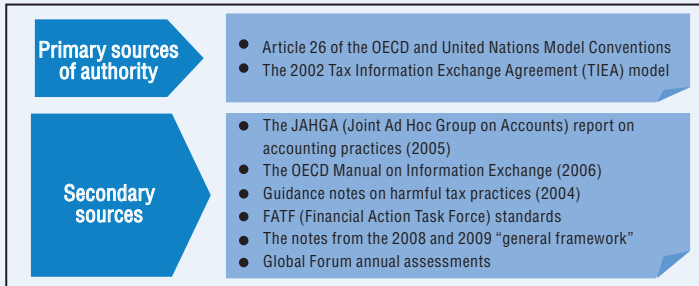 Primary sources
of authority
● Article 26 of the OECD and United Nations Model Conventions
● The 2002 Tax Information Exchange Agreement (TIEA) model
Secondary
sources
● The JAHGA (Joint Ad Hoc Group on Accounts) report on
accounting practices (2005)
● The OECD Manual on Information Exchange (2006)
● Guidance notes on harmful tax practices (2004)
● FATF (Financial Action Task Force) standards
● The notes from the 2008 and 2009 “general framework”
● Global Forum annual assessments